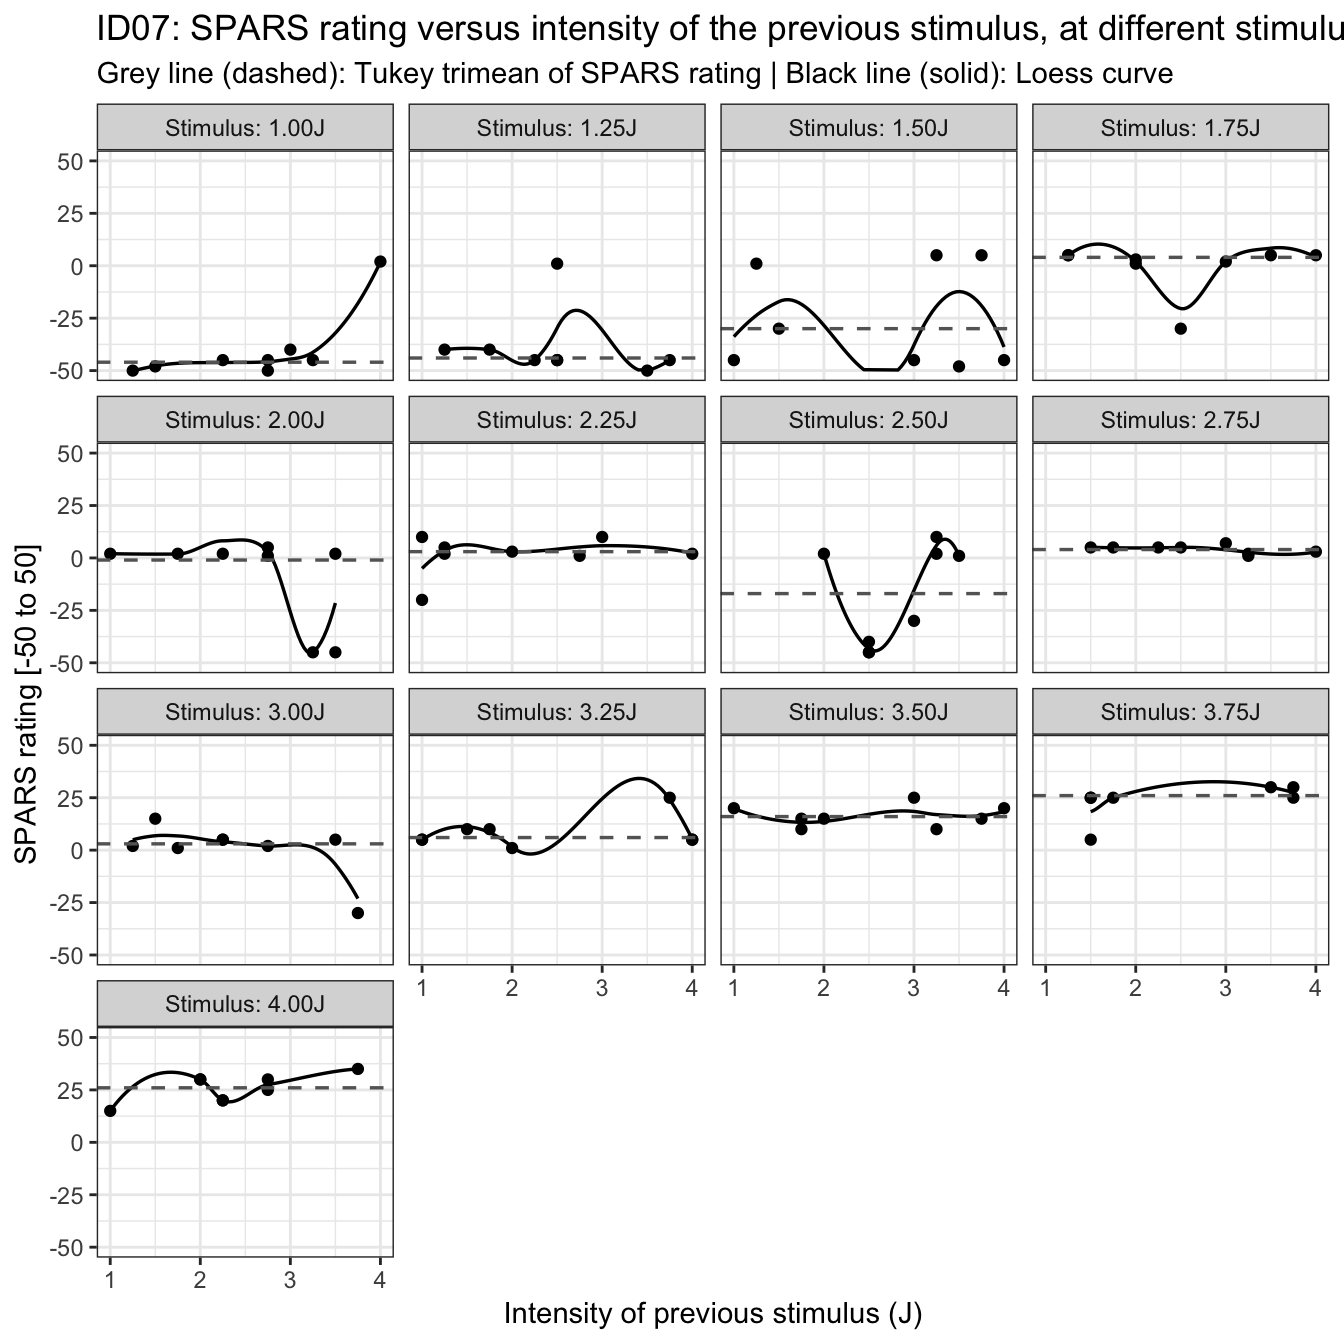 ID07: SPARS rating versus intensity of the previous stimulus, at different stimulu
Grey line (dashed): Tukey trimean of SPARS rating | Black line (solid): Loess curve
Stimulus: 1.00J Stimulus: 1.25J Stimulus: 1.50J Stimulus: 1.75J
50
25
0
-25
-50
Stimulus: 2.00J Stimulus: 2.25J Stimulus: 2.50J Stimulus: 2.75J
50
25
0
-25
-50
Stimulus: 3.00J Stimulus: 3.25J Stimulus: 3.50J Stimulus: 3.75J
50
25
0
-25
-50
1 2 3 4 1 2 3 4 1 2 3 4
Stimulus: 4.00J
50
25
0
-25
-50
1 2 3 4
SPARS rating [-50 to 50]
Intensity of previous stimulus (J)